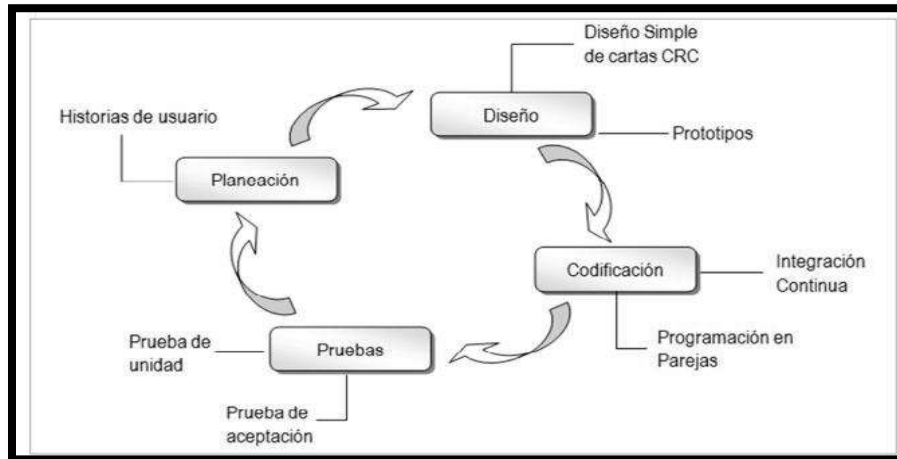 Diseño Simple
de cartas CRC
Diseño
Prototipos
Historias de usuario
Planeación
Codificación
Integración
Continua
Programación en
Parejas
Pruebas
Prueba de
unidad
Prueba de
aceptación